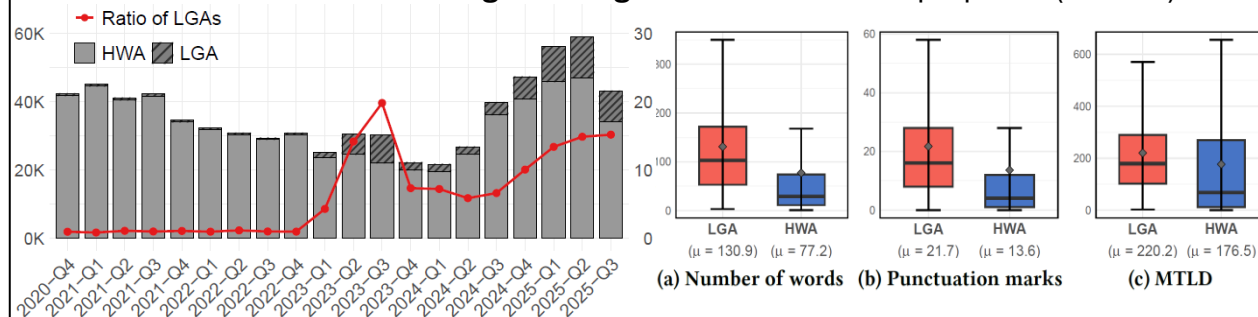 60K
40K
20K
0K
Ratio of LGAs
HWA LGA
30
20
10
0
2020-Q4
2021-Q1
2021-Q2
2021-Q3
2021-Q4
2022-Q1
2022-Q2
2022-Q3
2022-Q4
2023-Q1
2023-Q2
2023-Q3
2023-Q4
2024-Q1
2024-Q2
2024-Q3
2024-Q4
2025-Q1
2025-Q2
2025-Q3
300
200
100
0
LGA HWA
(μ = 130.9) (μ = 77.2)
(a) Number of words
60
40
20
0
LGA HWA
(μ = 21.7) (μ = 13.6)
(b) Punctuation marks
600
400
200
0
LGA HWA
(μ = 220.2) (μ = 176.5)
(c) MTLD